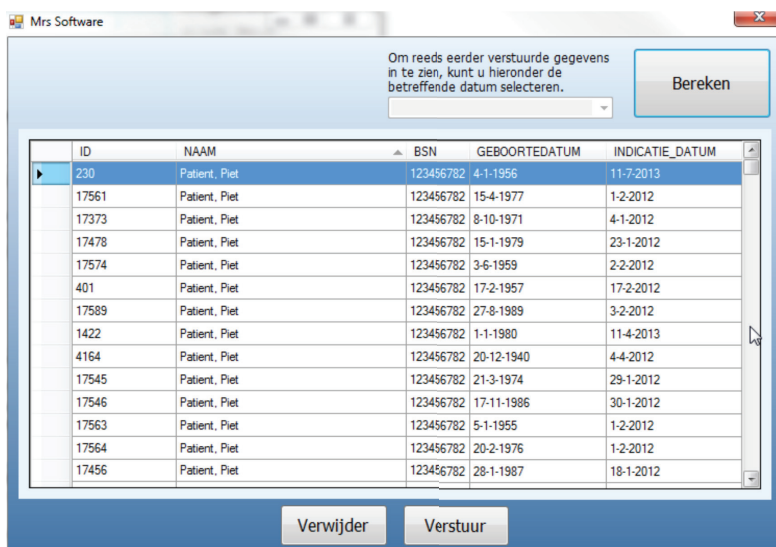 Mrs Software
Om reeds eerder verstuurde gegevens
in te zien, kunt u hieronder de
betreffende datum selecteren.
Bereken
ID NAAM BSN GEBOORTEDATUM INDICATIE_DATUM
230 Patient, Piet 123456782 4-1-1956 11-7-2013
17561 Patient, Piet 123456782 15-4-1977 1-2-2012
17373 Patient, Piet 123456782 8-10-1971 4-1-2012
17478 Patient, Piet 123456782 15-1-1979 23-1-2012
17574 Patient, Piet 123456782 3-6-1959 2-2-2012
401 Patient, Piet 123456782 17-2-1957 17-2-2012
17589 Patient, Piet 123456782 27-8-1989 3-2-2012
1422 Patient, Piet 123456782 1-1-1980 11-4-2013
4164 Patient, Piet 123456782 20-12-1940 4-4-2012
17545 Patient, Piet 123456782 21-3-1974 29-1-2012
17546 Patient, Piet 123456782 17-11-1986 30-1-2012
17563 Patient, Piet 123456782 5-1-1955 1-2-2012
17564 Patient, Piet 123456782 20-2-1976 1-2-2012
17456 Patient, Piet 123456782 28-1-1987 18-1-2012
Verwijder Verstuur